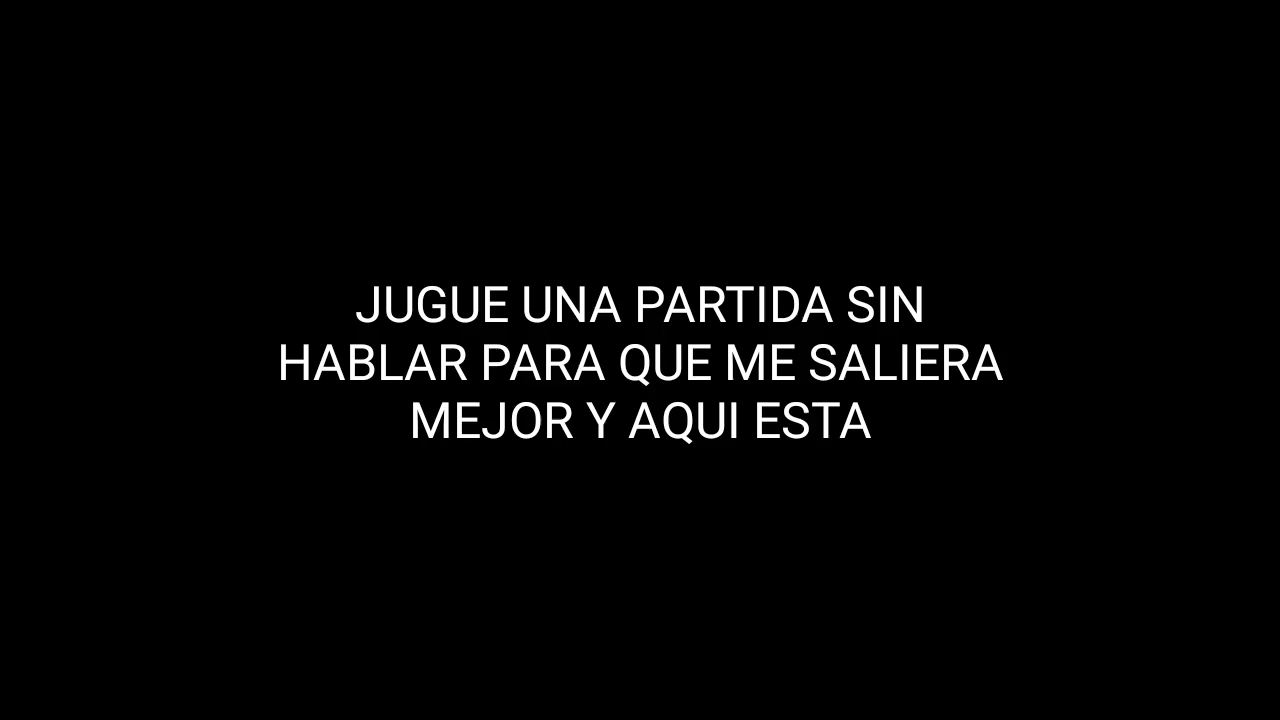 JUGUE UNA PARTIDA SIN
HABLAR PARA QUE ME SALIERA
MEJOR Y AQUI ESTA